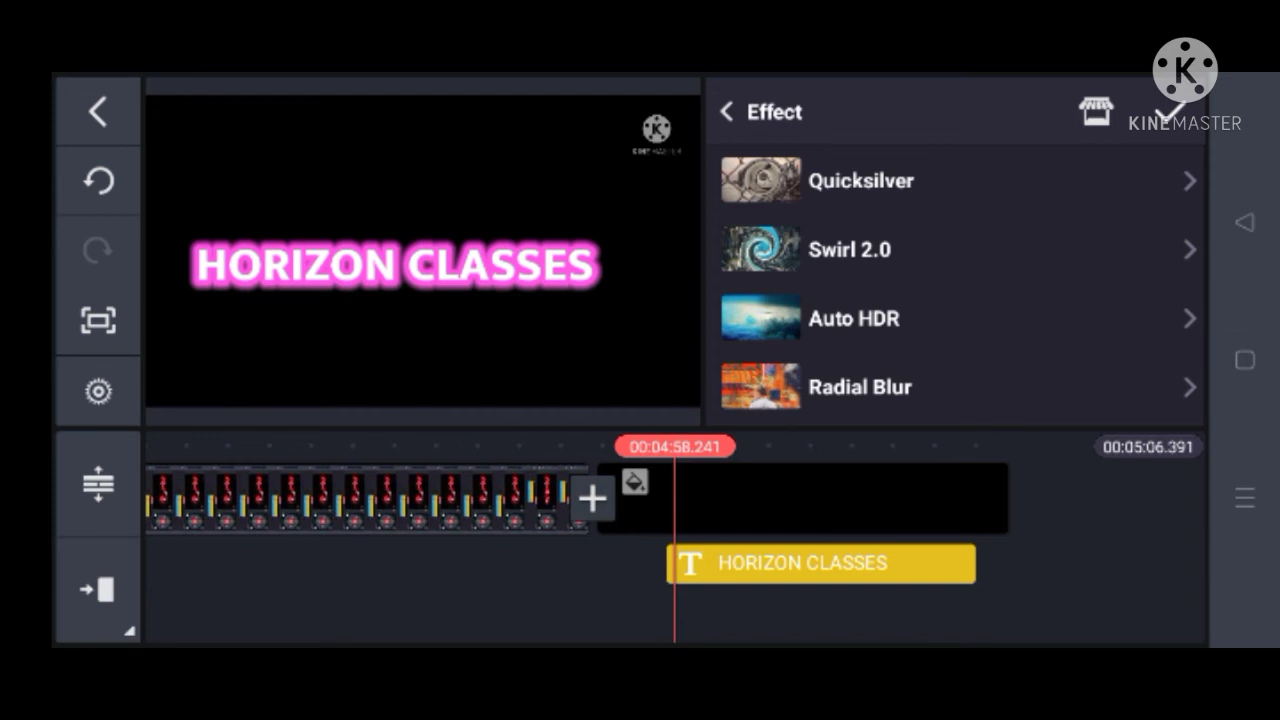 K
KINEMASTER
Effect
K
KINEMASTER
Quicksilver
HORIZON CLASSES
Swirl 2.0
Auto HDR
Radial Blur
00:04:58.241
00:05:06.391
T HORIZON CLASSES